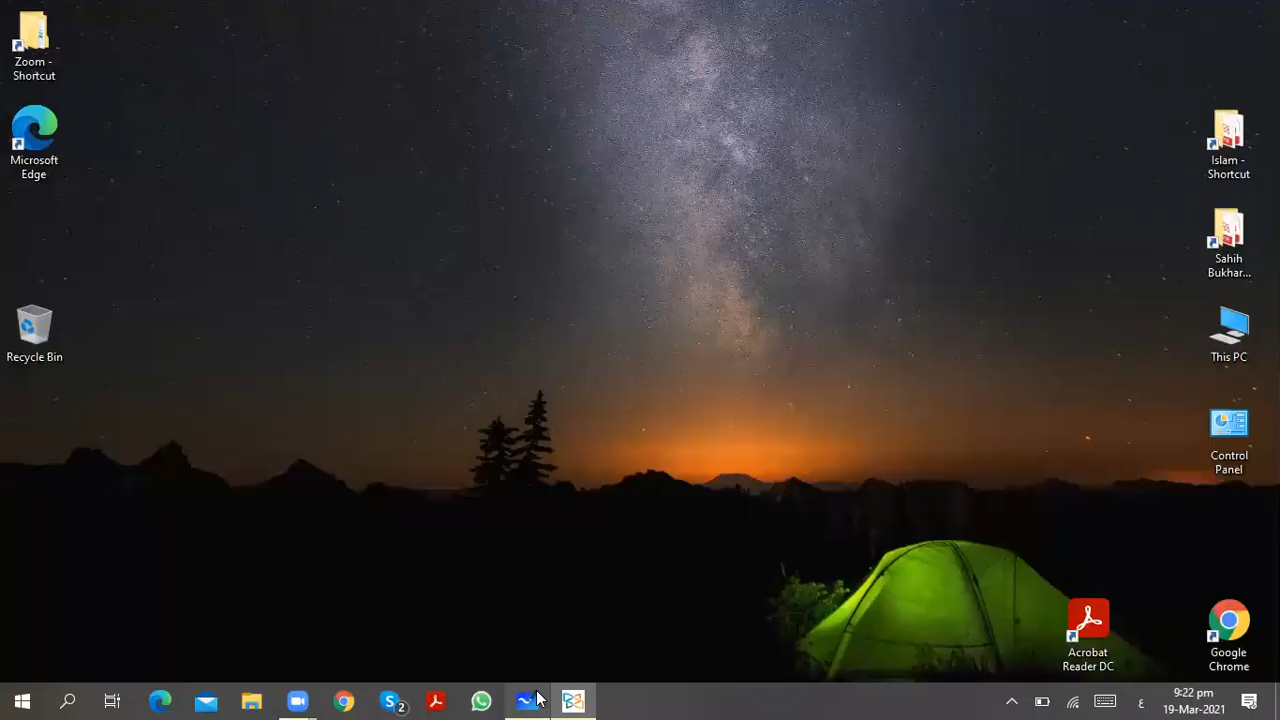 Zoom -
Shortcut
Microsoft
Edge
Recycle Bin
Islam -
Shortcut
Sahih
Bukhar...
This PC
Control
Panel
Acrobat
Reader DC
Google
Chrome
2
ع
9:22 pm
19-Mar-2021